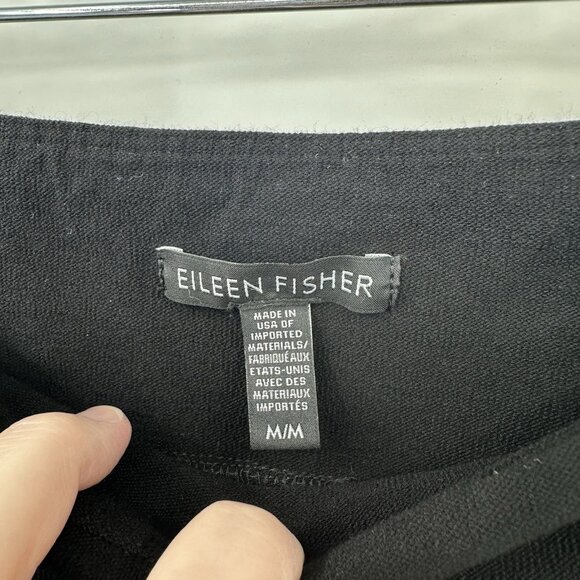 EILEEN FISHER
MADE IN
USA OF
IMPORTED
MATERIALS/
FABRIQUÉ AUX
ETATS-UNIS
AVEC DES
MATERIAUX
IMPORTÉS
M/M